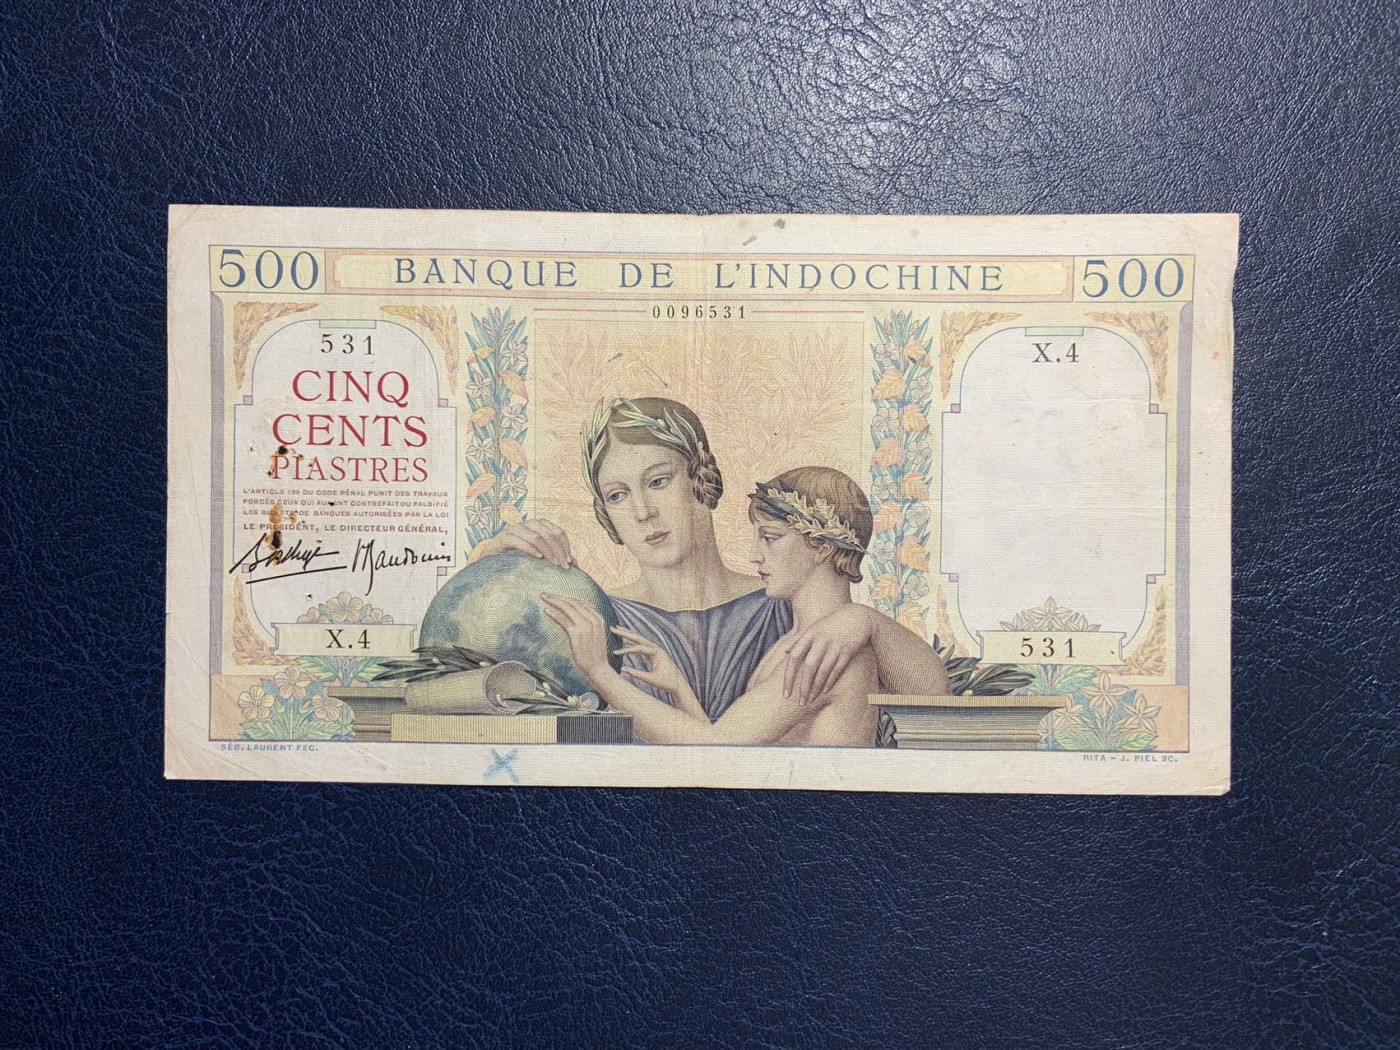 500 BANQUE DE L'INDOCHINE 500
0096531
531
CINQ
CENTS
PIASTRES
L'ARTICLE 139 DU CODE PÉNAL PUNIT DES TRAVAUX
FORCÉS CEUX QUI AURONT CONTREFAIT OU FALSIFIÉ
LES BILLETS DE BANQUES AUTORISÉES PAR LA LOI
LE PRÉSIDENT, LE DIRECTEUR GÉNÉRAL,
X.4
X.4
531
SÉB. LAURENT FEC.
RITA – J. PIEL SC.